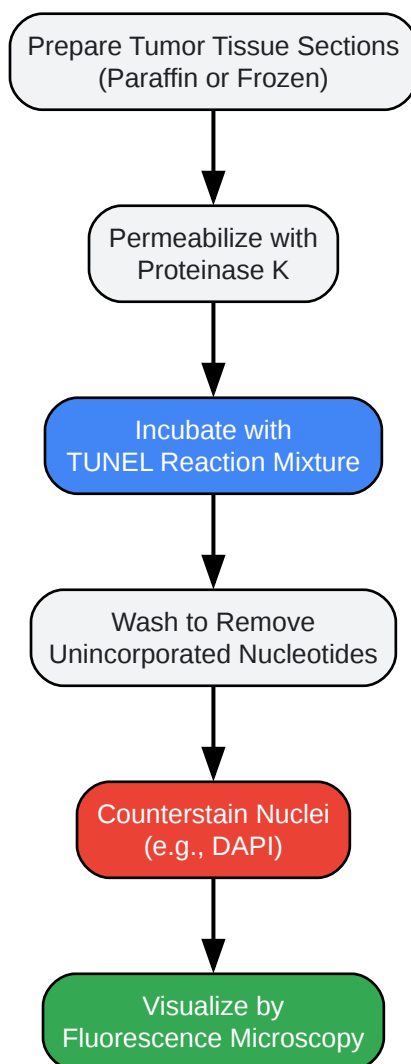 Prepare Tumor Tissue Sections
(Paraffin or Frozen)
Permeabilize with
Proteinase K
Incubate with
TUNEL Reaction Mixture
Wash to Remove
Unincorporated Nucleotides
Counterstain Nuclei
(e.g., DAPI)
Visualize by
Fluorescence Microscopy